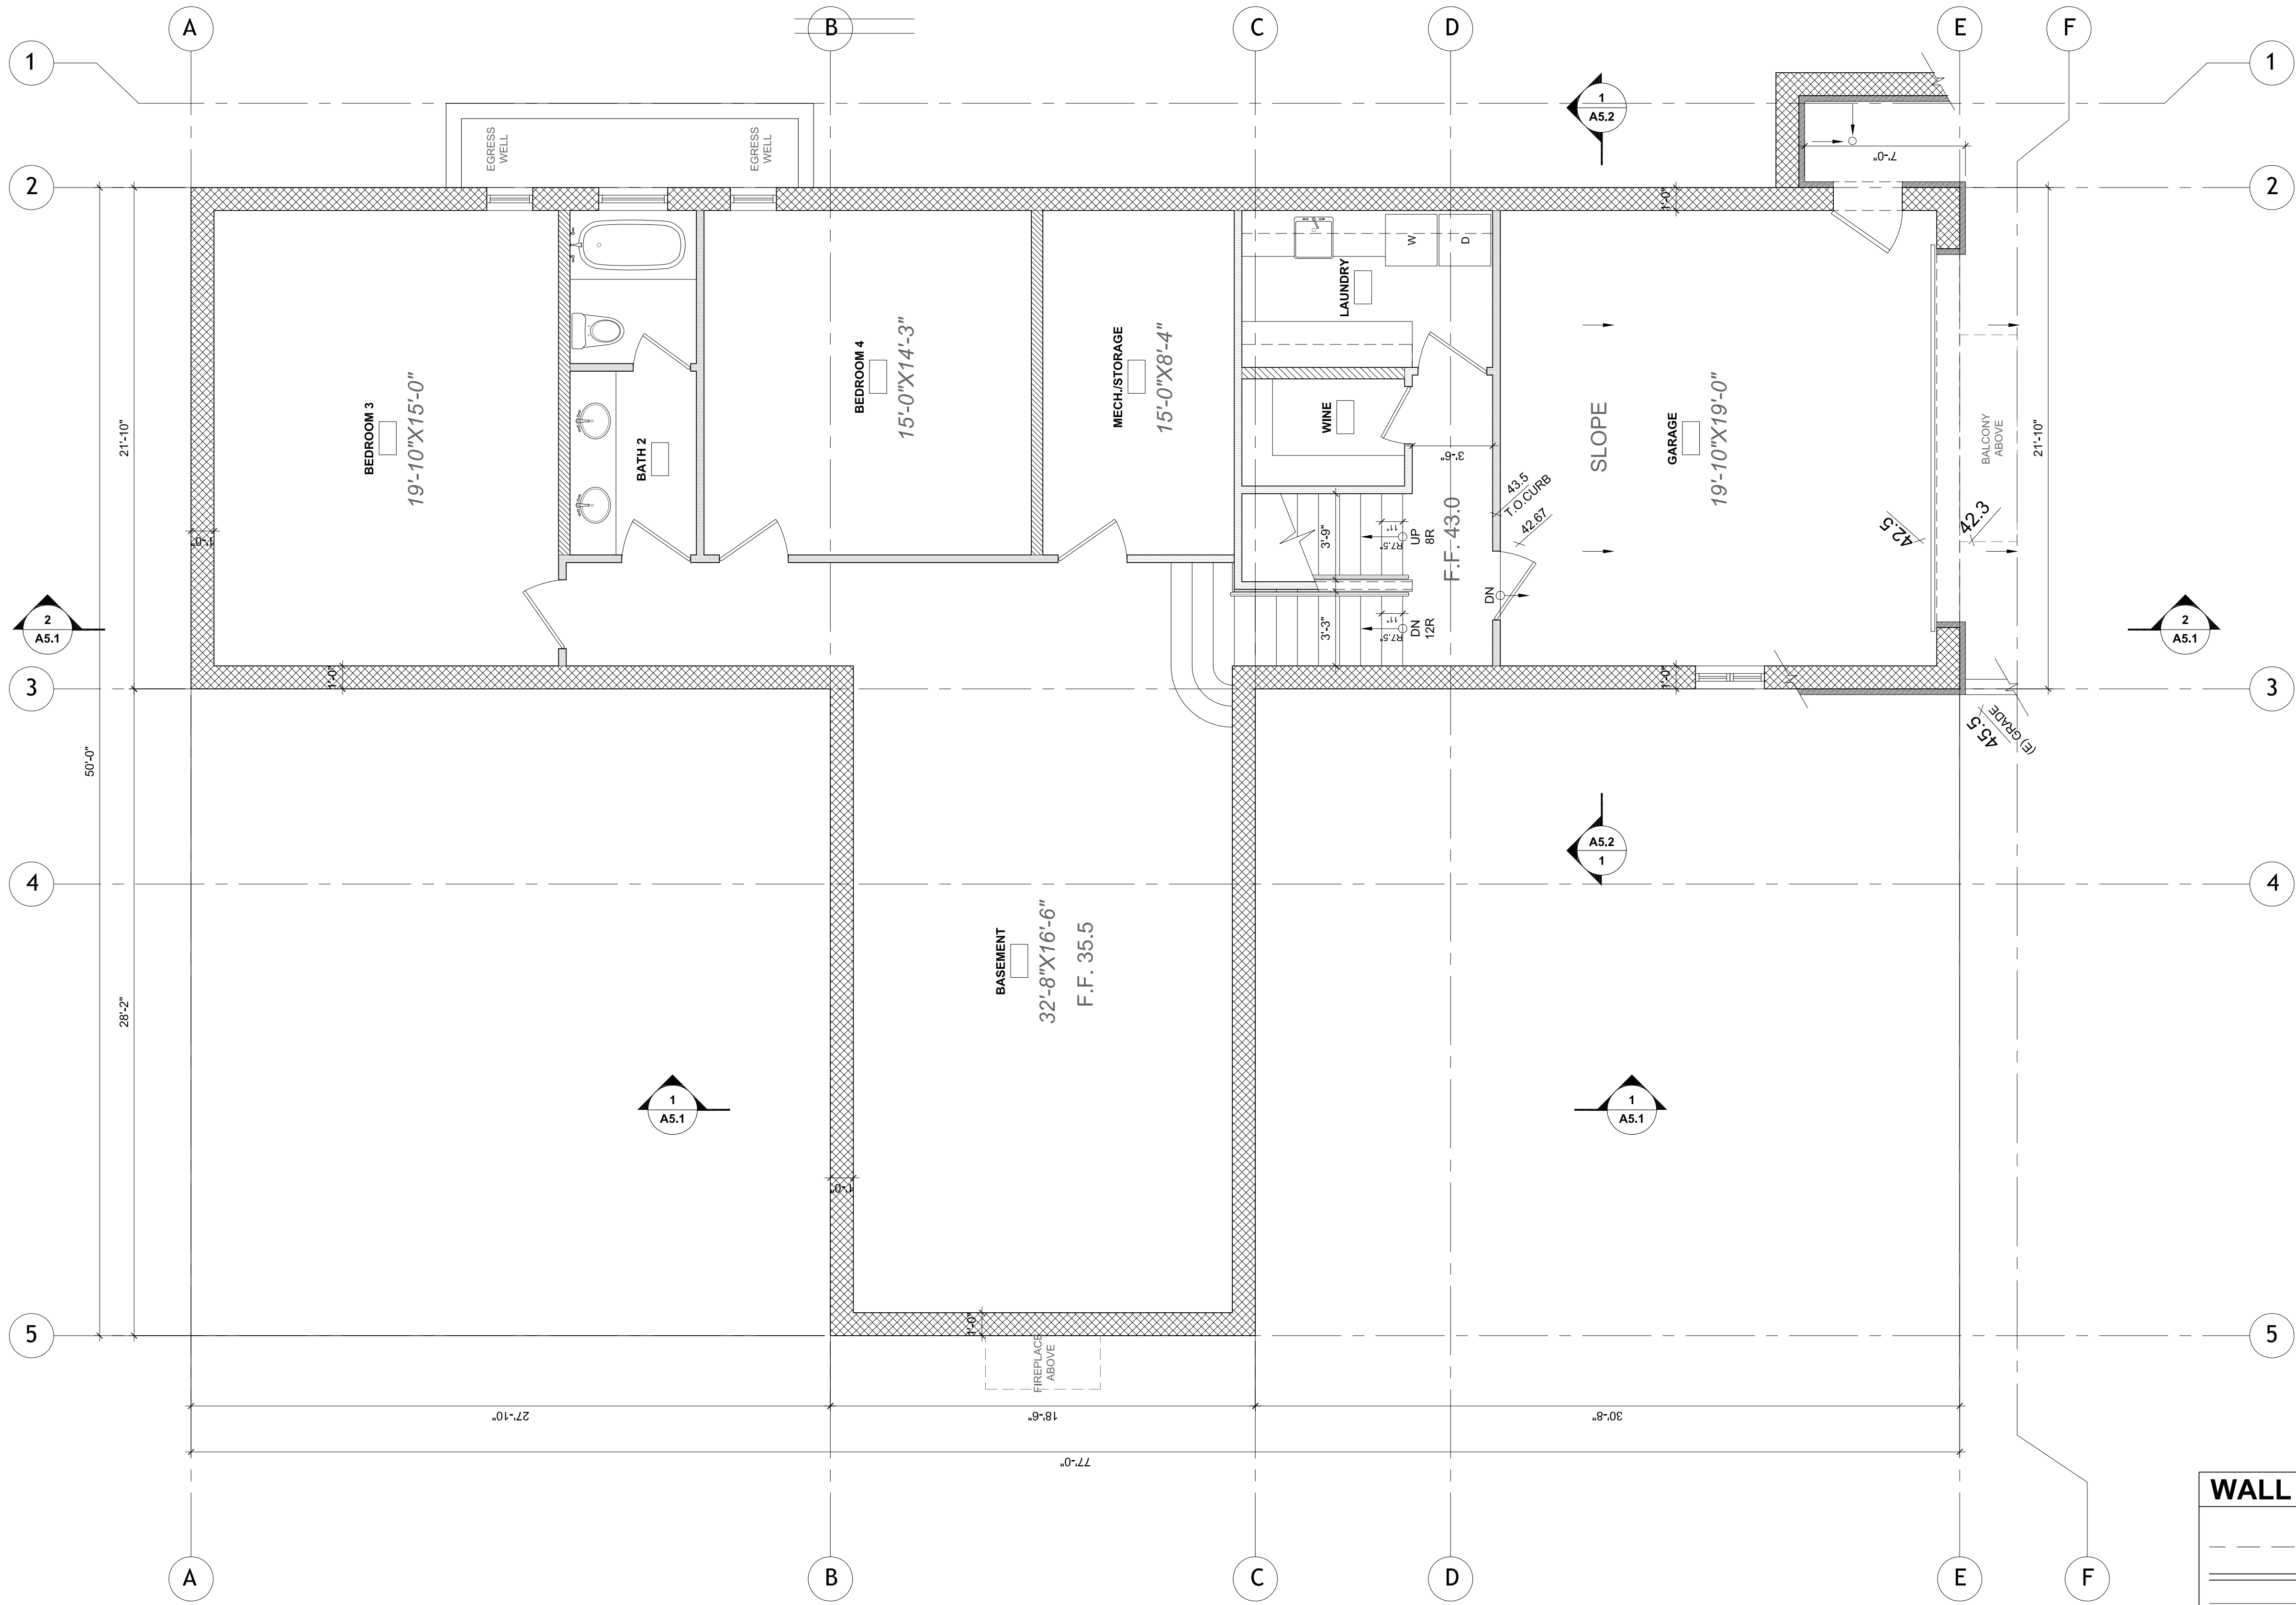 A
B
C
D
E
F
1
1
1
A5.2
EGRESS
WELL
EGRESS
WELL
7'-0"
2
2
1'-0"
W
D
LAUNDRY
BEDROOM 3
19'-10"X15'-0"
BATH 2
BEDROOM 4
15'-0"X14'-3"
MECH./STORAGE
15'-0"X8'-4"
WINE
3'-6"
SLOPE
GARAGE
19'-10"X19'-0"
BALCONY
ABOVE
21'-10"
21'-10"
43.5
T.O.CURB
42.67
42.5
42.3
1'-0"
3'-9"
11"
R7.5"
UP
8R
F.F. 43.0
DN
3'-3"
11"
R7.5"
DN
12R
2
A5.1
2
A5.1
3
1'-0"
1'-0"
3
45.5
(E) GRADE
50'-0"
A5.2
1
4
4
BASEMENT
32'-8"X16'-6"
F.F. 35.5
28'-2"
1
A5.1
1
A5.1
1'-0"
1'-0"
5
5
FIREPLACE
ABOVE
27'-10"
18'-6"
30'-8"
77'-0"
WALL
A
B
C
D
E
F